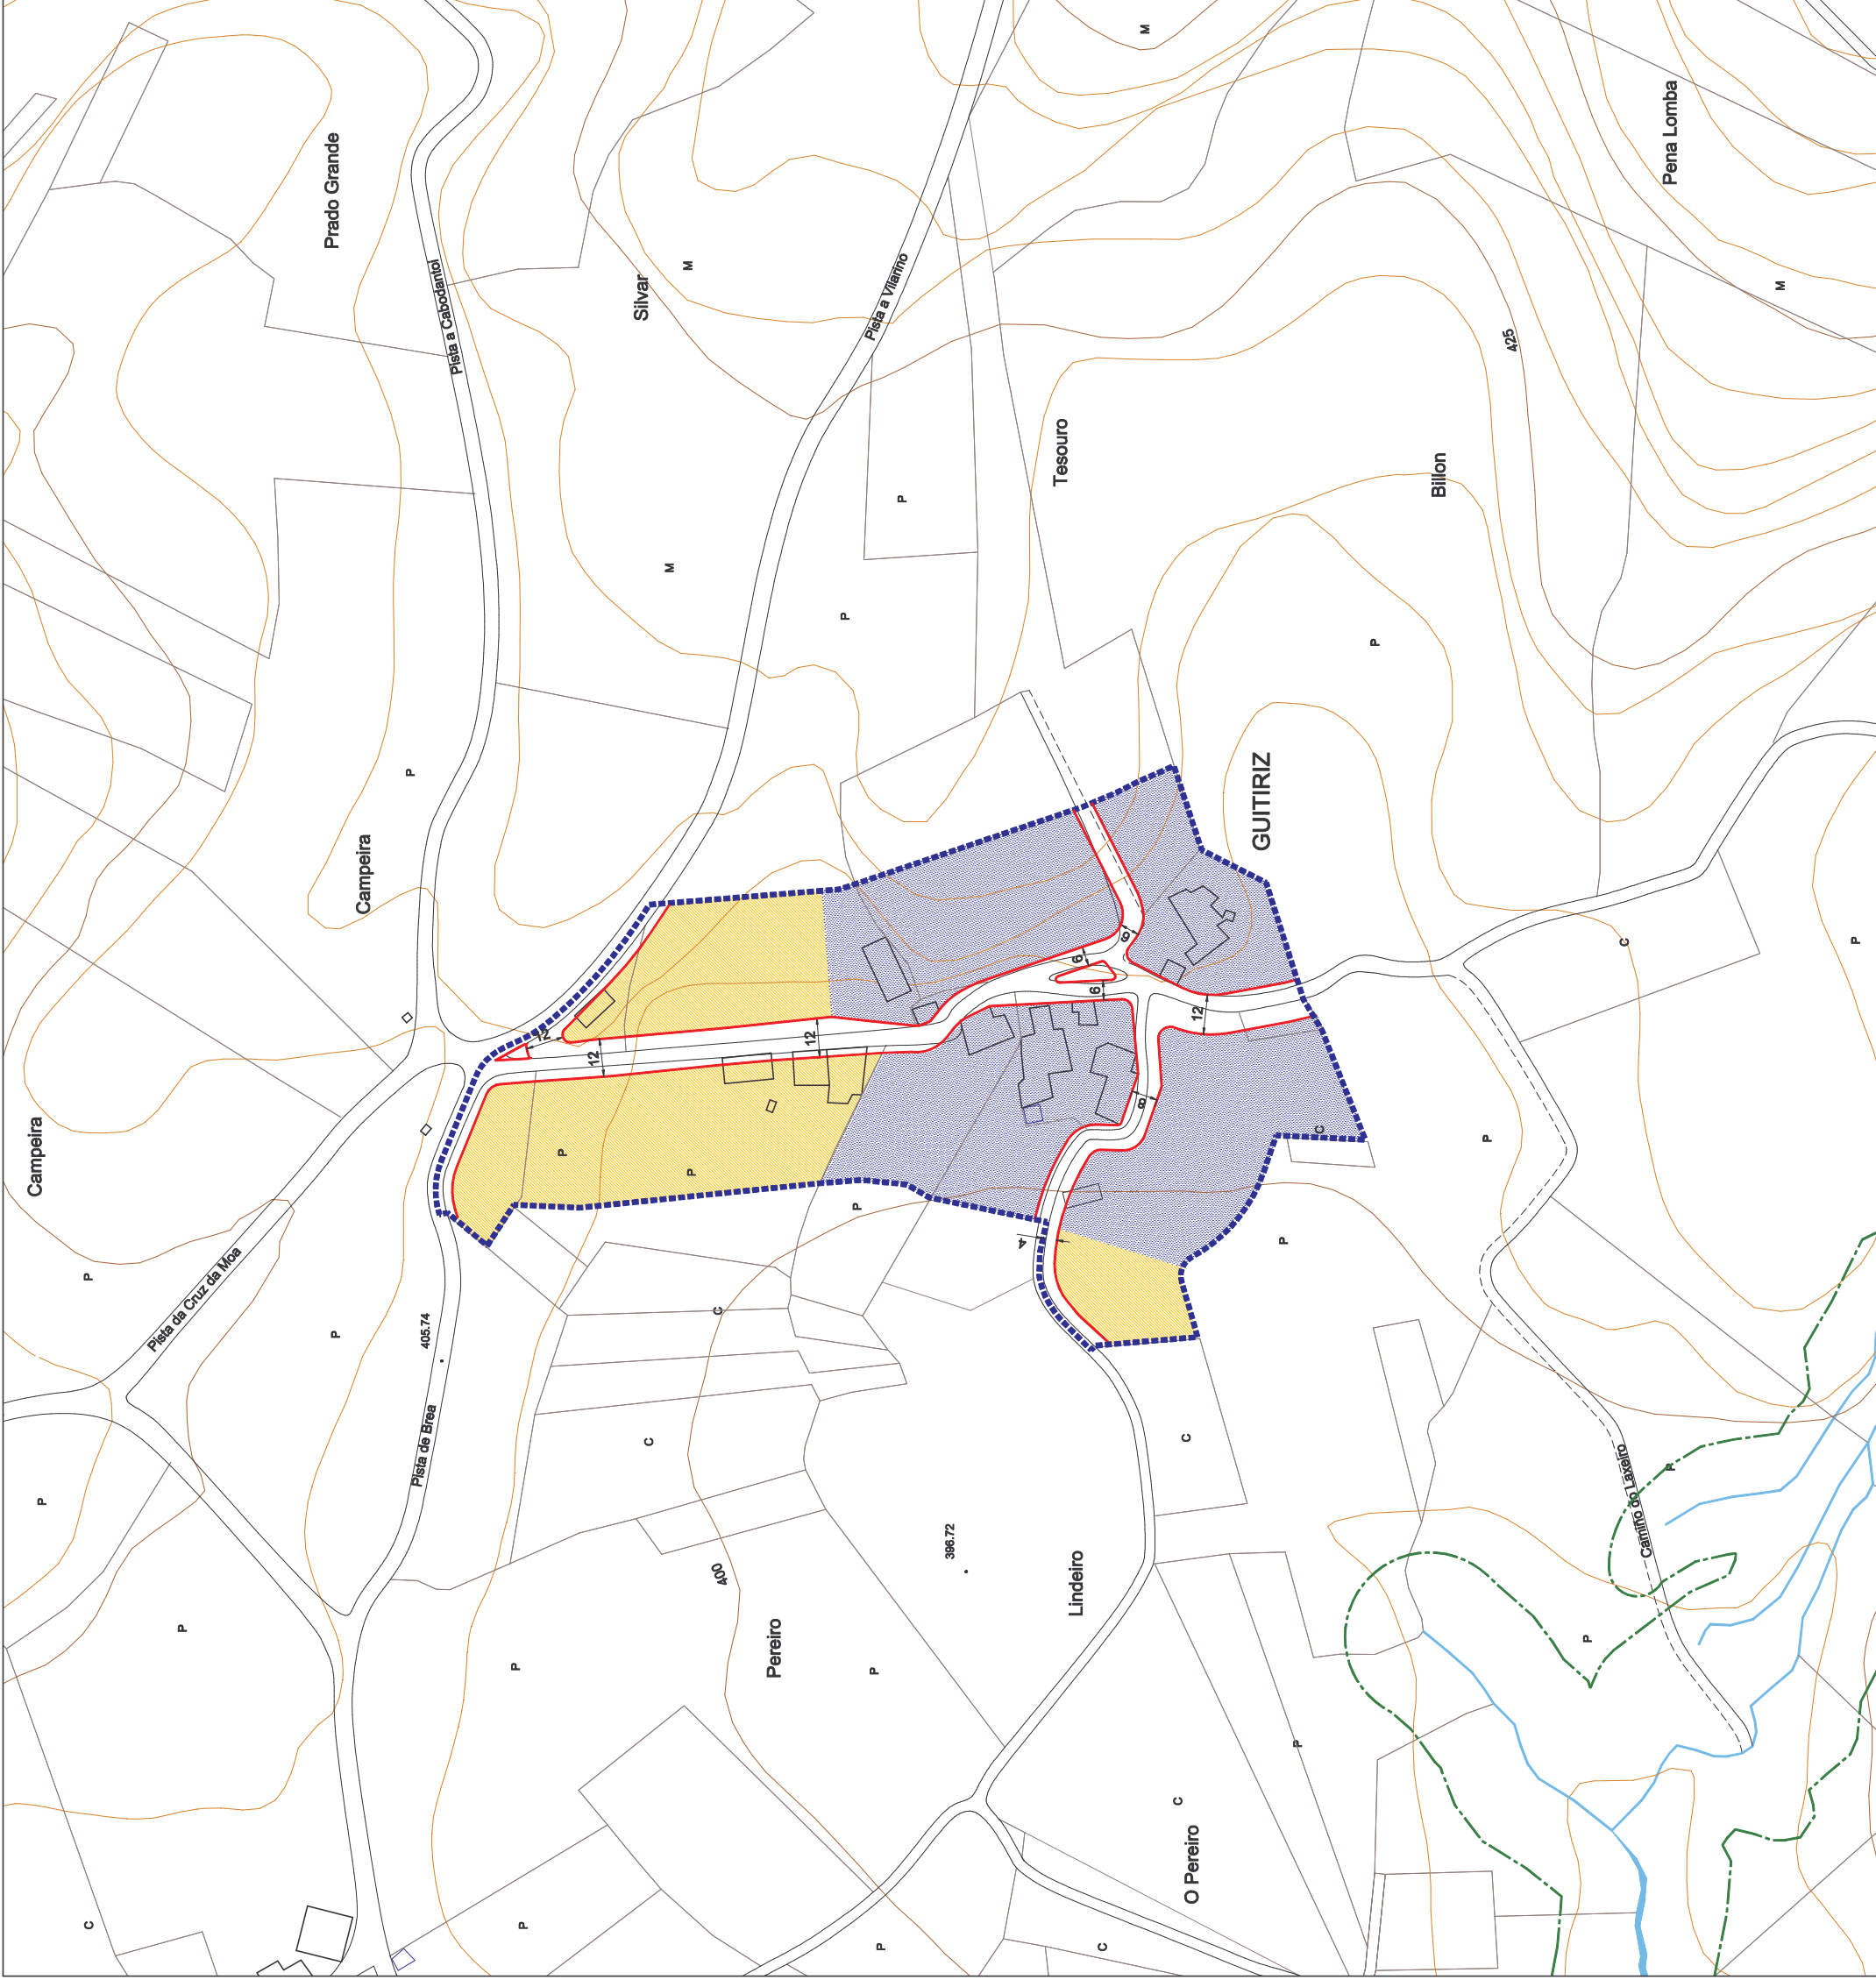 Campeira
Pista da Cruz da Moa
P
P
P
P
C
Prado Grande
Pista a Cabodantol
Campeira
P
405.74
Pista de Brea
P
P
Silvar
M
M
Pista a Vilarino
P
P
12
12
12
P
P
P
C
C
400
Pereiro
P
P
396.72
Lindeiro
Tesouro
M
6
6
6
12
8
4
GUITIRIZ
C
P
C
O Pereiro
C
P
Billon
425
P
P
Pena Lomba
M
C
P
Camiño do Laxeiro
P
P